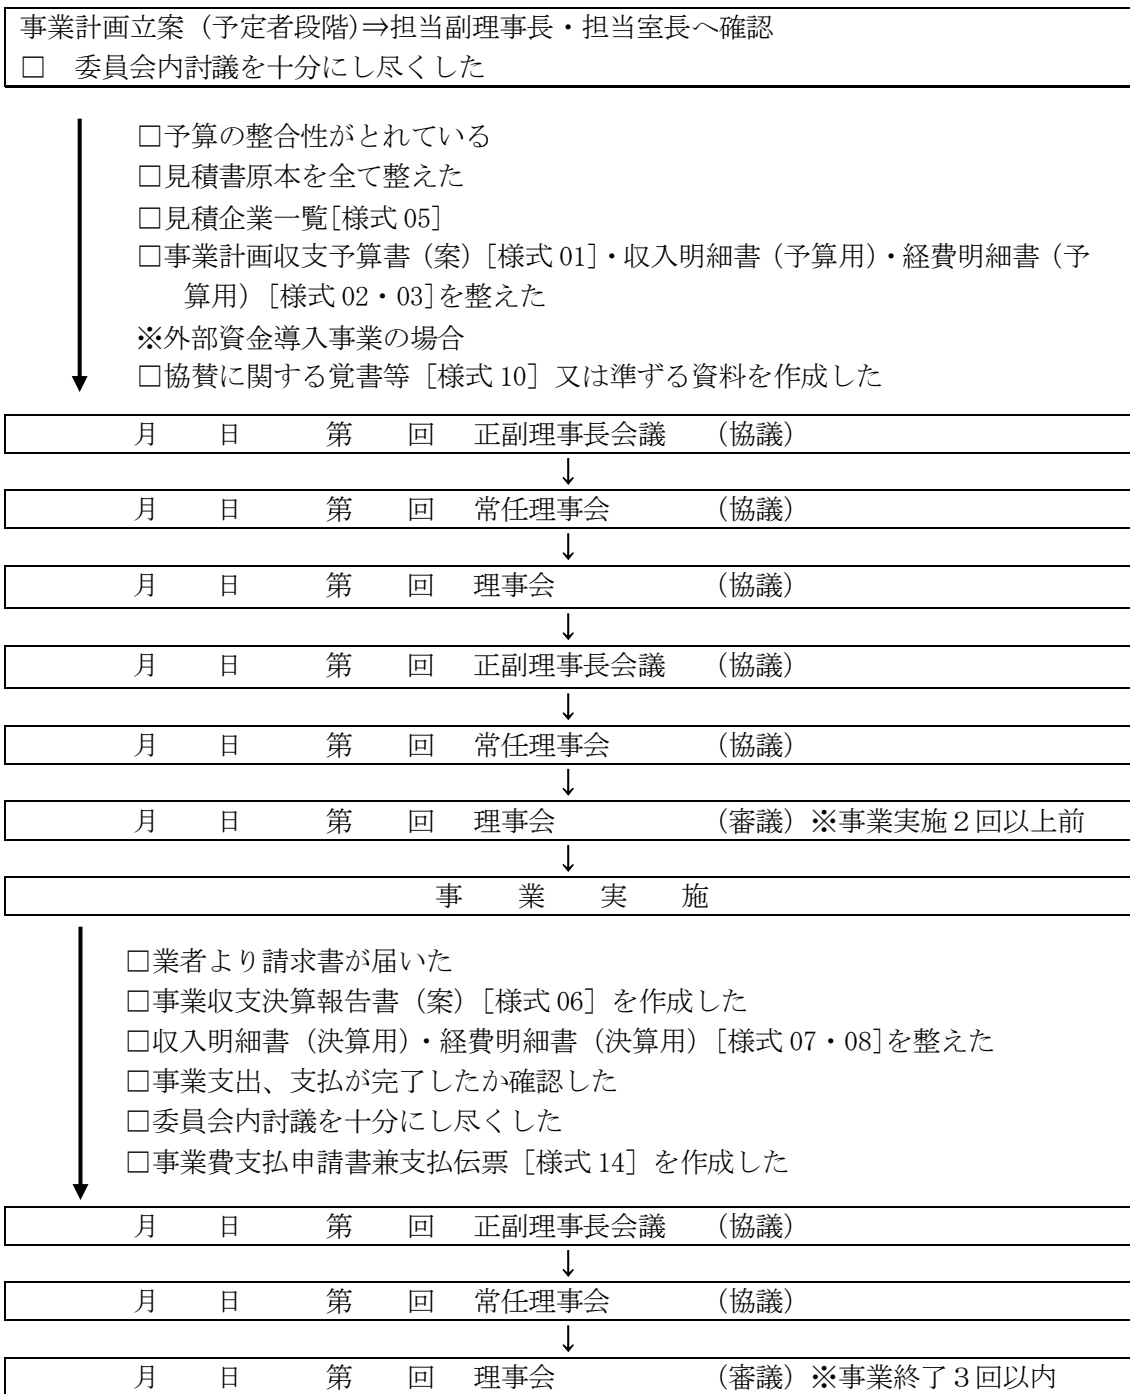 事業計画立案（予定者段階）⇒担当副理事長・担当室長へ確認
□　委員会内討議を十分にし尽くした
□予算の整合性がとれている
□見積書原本を全て整えた
□見積企業一覧[様式 05]
□事業計画収支予算書（案）［様式 01］・収入明細書（予算用）・経費明細書（予
算用）［様式 02・03]を整えた
※外部資金導入事業の場合
□協賛に関する覚書等［様式 10］又は準ずる資料を作成した
月　　日　　　第　　回　正副理事長会議　（協議）
↓
月　　日　　　第　　回　常任理事会　　　（協議）
↓
月　　日　　　第　　回　理事会　　　　　（協議）
↓
月　　日　　　第　　回　正副理事長会議　（協議）
↓
月　　日　　　第　　回　常任理事会　　　（協議）
↓
月　　日　　　第　　回　理事会　　　　　（審議）※事業実施２回以上前
↓
事　業　実　施
□業者より請求書が届いた
□事業収支決算報告書（案）［様式 06］を作成した
□収入明細書（決算用）・経費明細書（決算用）［様式 07・08]を整えた
□事業支出、支払が完了したか確認した
□委員会内討議を十分にし尽くした
□事業費支払申請書兼支払伝票［様式 14］を作成した
月　　日　　　第　　回　正副理事長会議　（協議）
↓
月　　日　　　第　　回　常任理事会　　　（協議）
↓
月　　日　　　第　　回　理事会　　　　　（審議）※事業終了３回以内